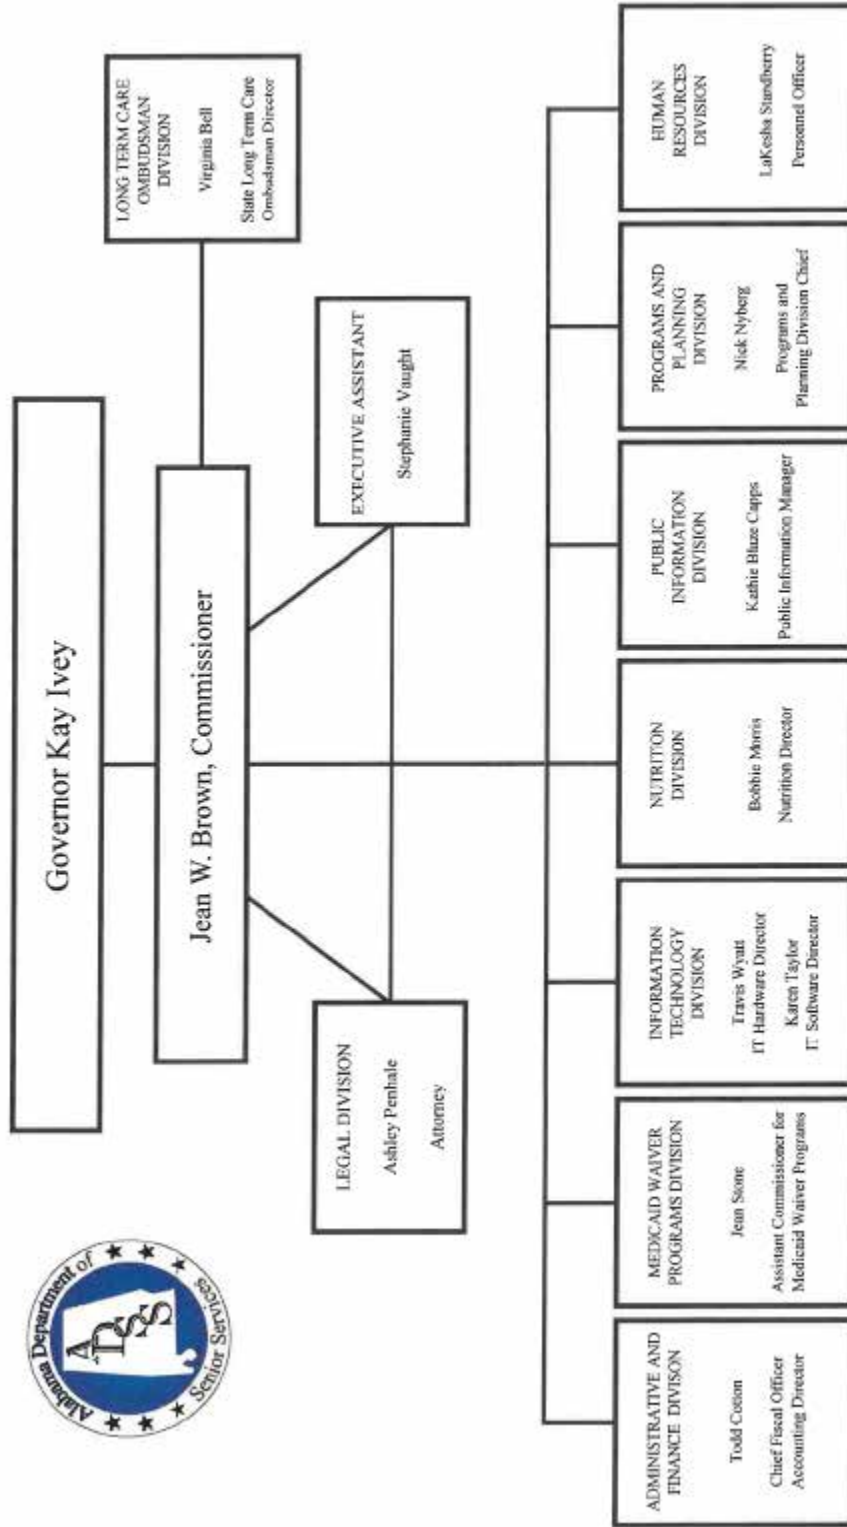 Alabama Department of
Senior Services
ADSS
Governor Kay Ivey
Jean W. Brown, Commissioner
LONG TERM CARE
OMBUDSMAN
DIVISION
Virginia Bell
State Long Term Care
Ombudsman Director
LEGAL DIVISION
Ashley Penhale
Attorney
EXECUTIVE ASSISTANT
Stephanie Vaught
ADMINISTRATIVE AND
FINANCE DIVISON
Todd Cotton
Chief Fiscal Officer
Accounting Director
MEDICAID WAIVER
PROGRAMS DIVISION
Jean Stone
Assistant Commissioner for
Medicaid Waiver Programs
INFORMATION
TECHNOLOGY
DIVISION
Travis Wyatt
IT Hardware Director
Karen Taylor
IT Software Director
NUTRITION
DIVISION
Bobbie Morris
Nutrition Director
PUBLIC
INFORMATION
DIVISION
Kathie Bluze Capps
Public Information Manager
PROGRAMS AND
PLANNING
DIVISION
Nick Nyberg
Programs and
Planning Division Chief
HUMAN
RESOURCES
DIVISION
LaKesha Standberry
Personnel Officer